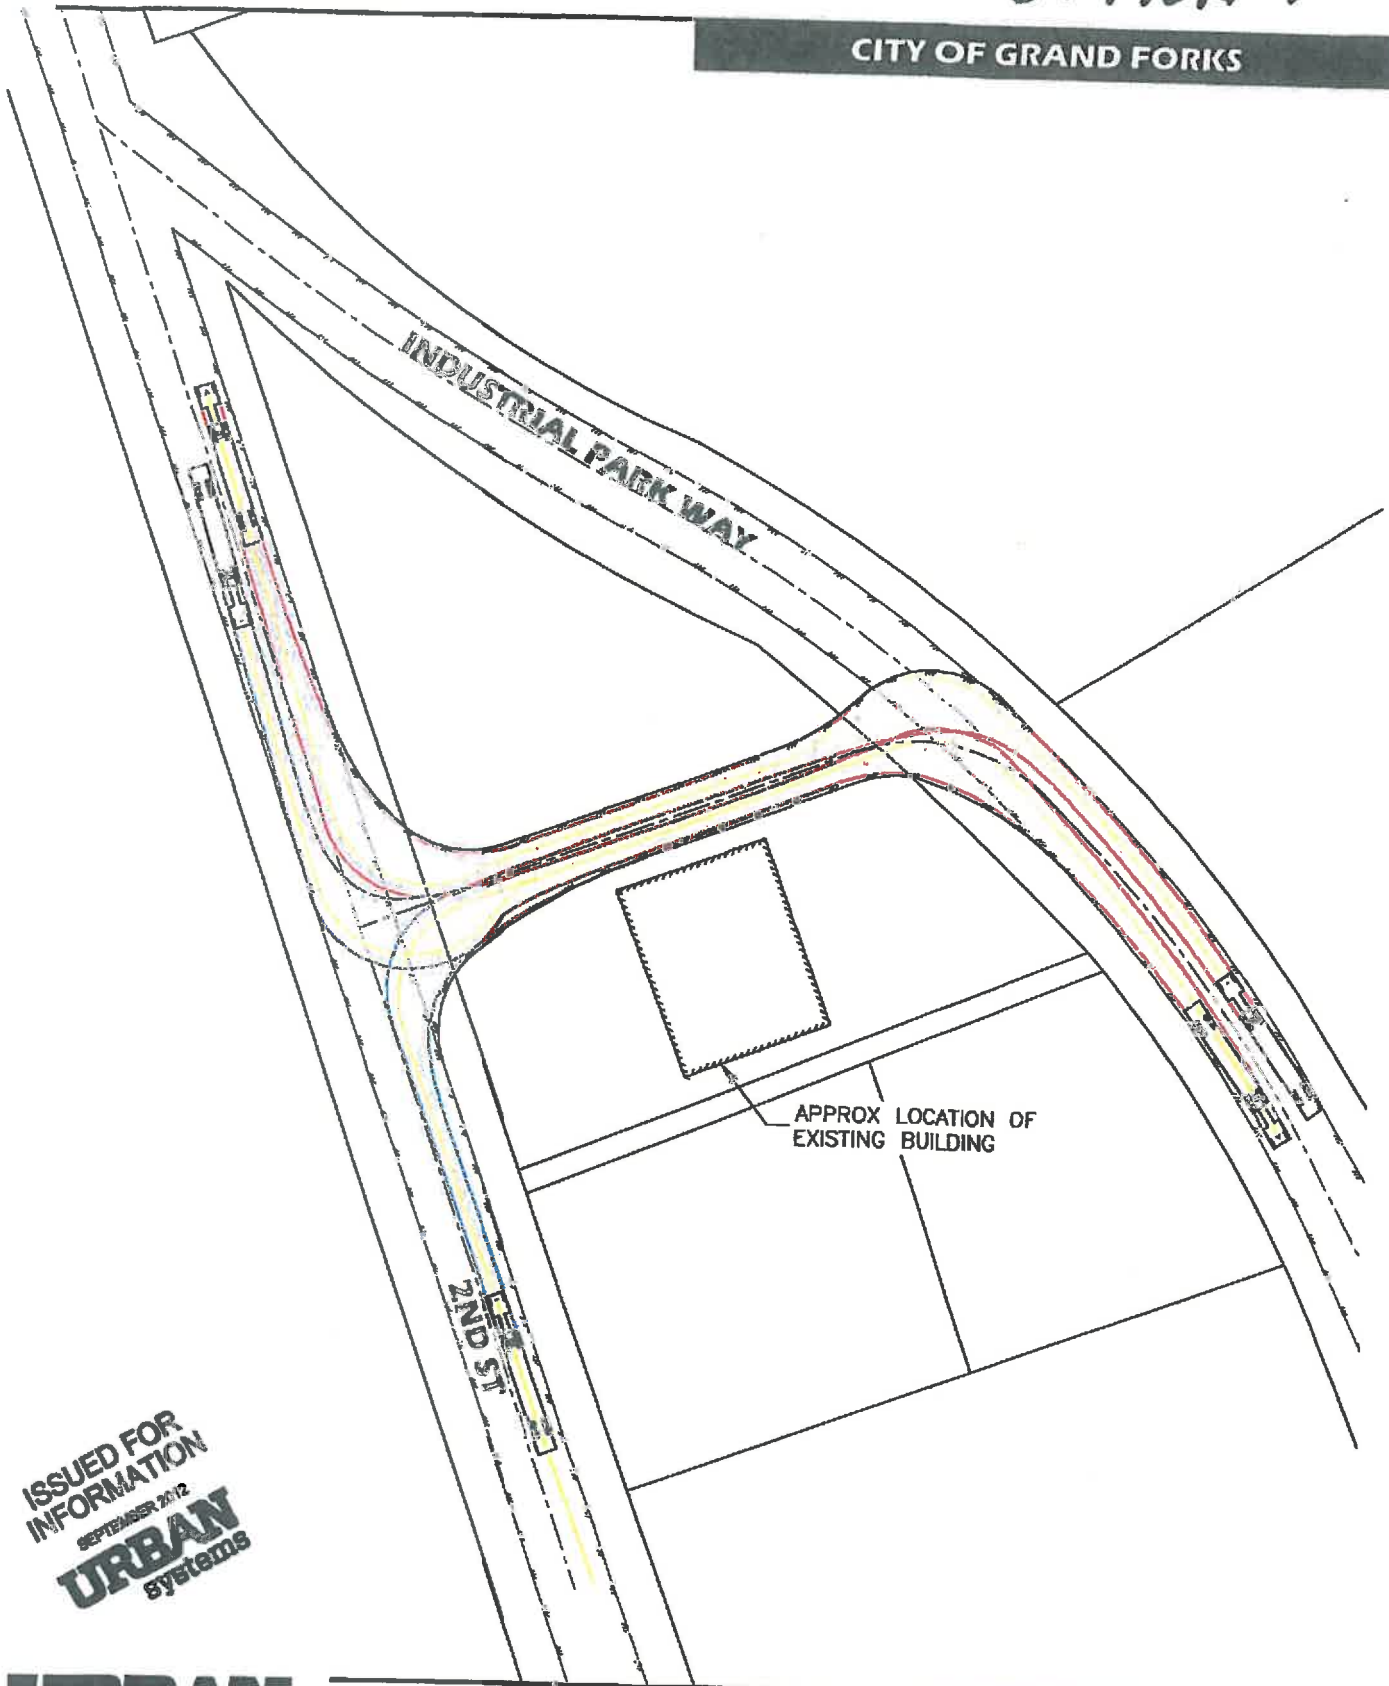 CITY OF GRAND FORKS
INDUSTRIAL PARK WAY
APPROX LOCATION OF
EXISTING BUILDING
2ND ST
ISSUED FOR
INFORMATION
SEPTEMBER 2012
URBAN
systems
URBAN